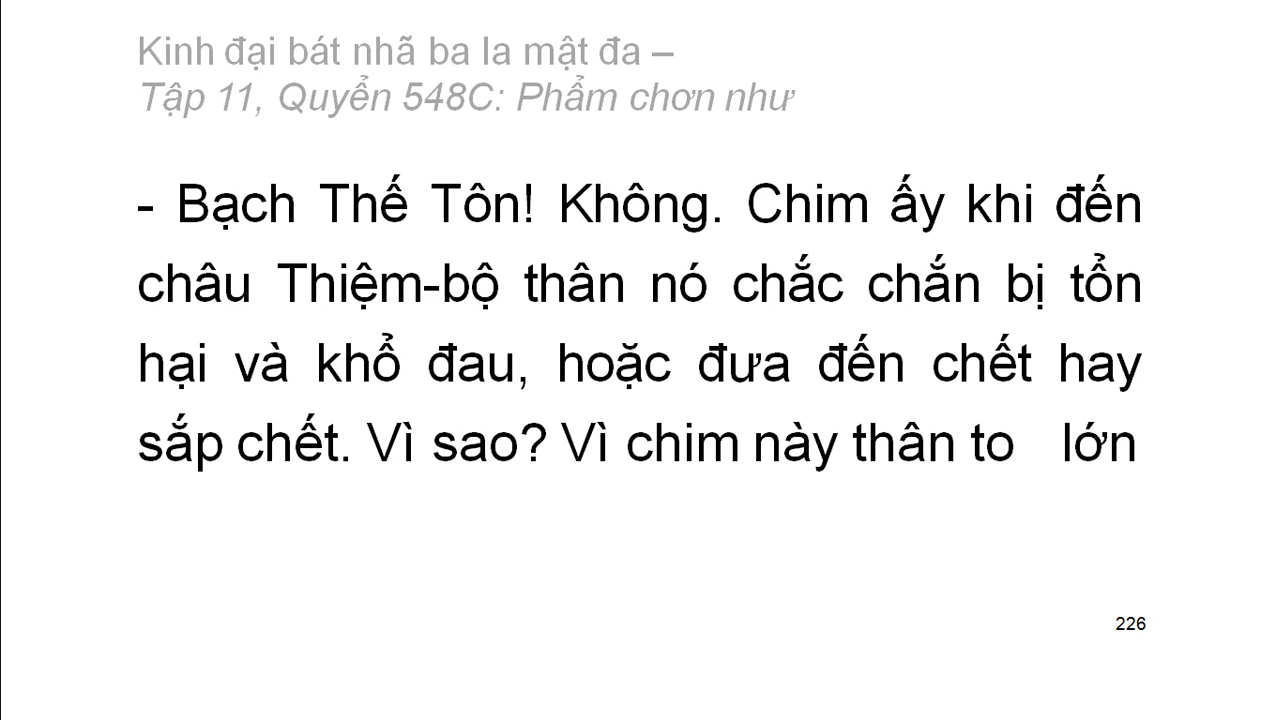 Kinh đại bát nhã ba la mật đa –
Tập 11, Quyển 548C: Phẩm chơn như
- Bạch Thế Tôn! Không. Chim ấy khi đến
châu Thiệm-bộ thân nó chắc chắn bị tổn
hại và khổ đau, hoặc đưa đến chết hay
sắp chết. Vì sao? Vì chim này thân to lớn
226